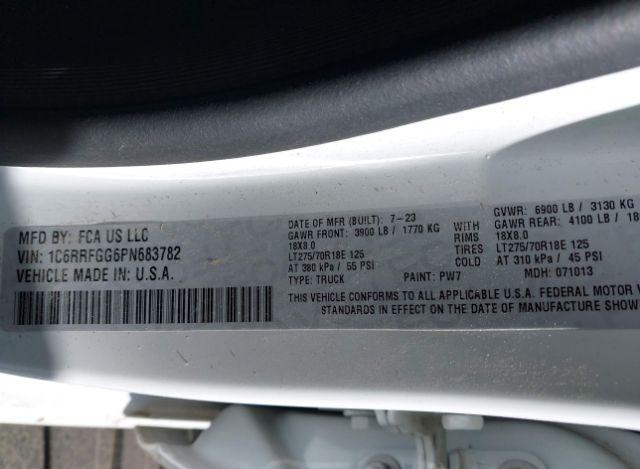 MFD BY: FCA US LLC
VIN: 1C6RRFGG6PN683782
VEHICLE MADE IN U.S.A.
DATE OF MFR (BUILT): 7-23
GAWR FRONT: 3900 LB / 1770 KG
18X8.0
LT275/70R18E 125
AT 380 kPa / 55 PSI
TYPE: TRUCK
PAINT: PW7
WITH
RIMS
TIRES
GVWR: 6900 LB / 3130 KG
GAWR REAR: 4100 LB /
18X8.0
LT275/70R18E 125
AT 310 kPa / 45 PSI
MDH: 071013
THIS VEHICLE CONFORMS TO ALL APPLICABLE U.S.A. FEDERAL MOTOR
STANDARDS IN EFFECT ON THE DATE OF MANUFACTURE SHOW